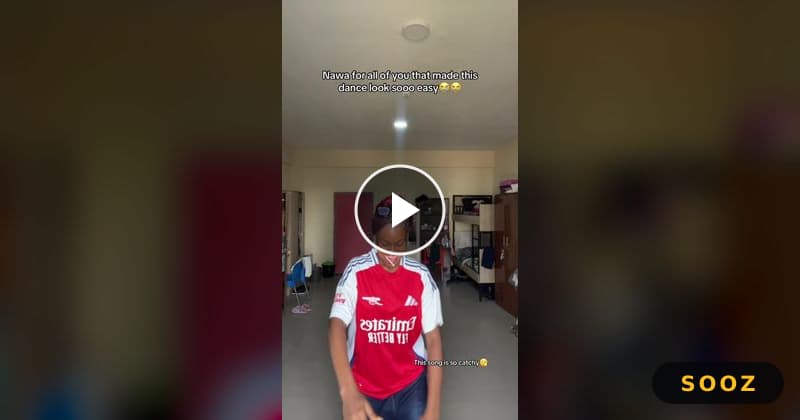 Nawa for all of you that made this
dance look sooo easy😂😂
Emirates
FLY BETTER
This song is so catchy😢
SOOZ